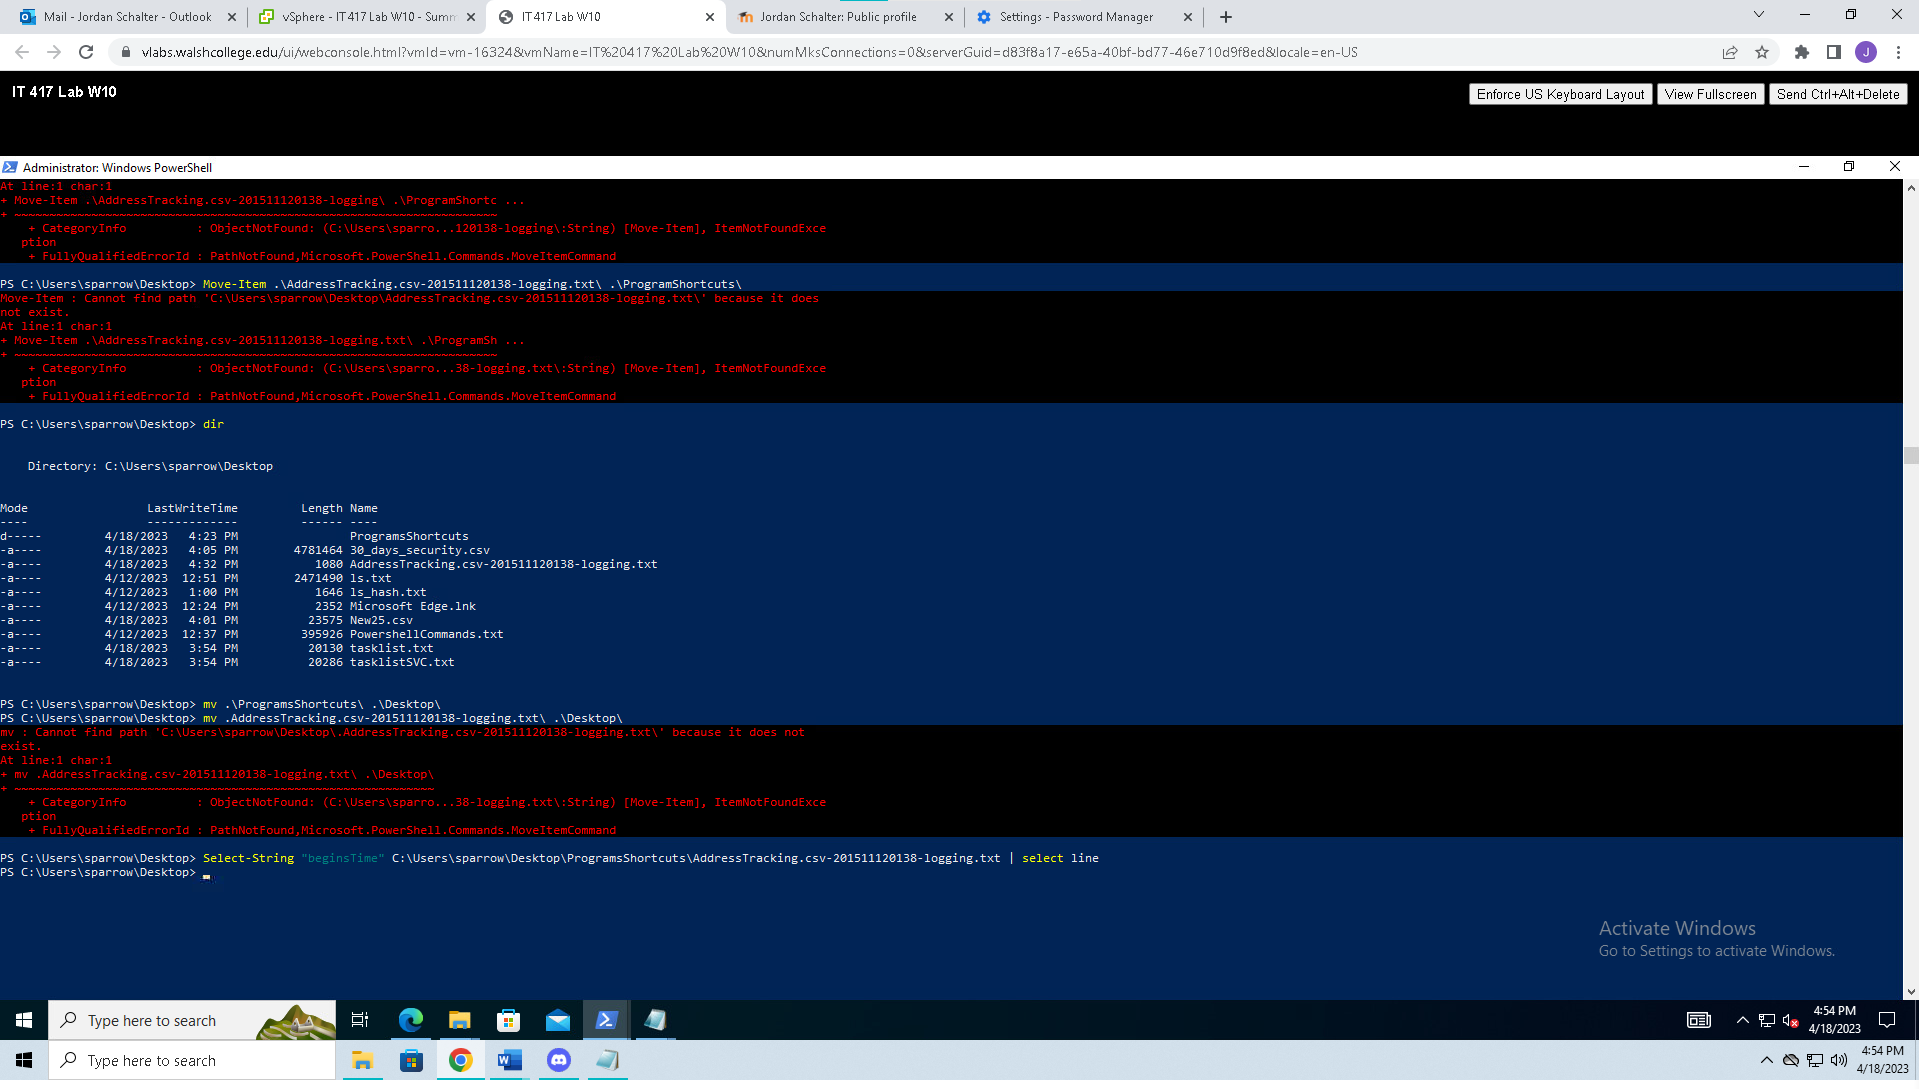 Mail - Jordan Schalter - Outlook
vSphere - IT417 Lab W10 - Summ
IT417 Lab W10
Jordan Schalter: Public profile
Settings - Password Manager
vlabs.walshcollege.edu/ui/webconsole.html?vmId=vm-16324&vmName=IT%20417%20Lab%20W10&numMksConnections=0&serverGuid=d83f8a17-e65a-40bf-bd77-46e710d9f8ed&locale=en-US
J
IT 417 Lab W10
Enforce US Keyboard Layout
View Fullscreen
Send Ctrl+Alt+Delete
Administrator: Windows PowerShell
At line:1 char:1
+ Move-Item .\AddressTracking.csv-201511120138-logging\ .\ProgramShortc ...
+ ~~~~~~~~~~~~~~~~~~~~~~~~~~~~~~~~~~~~~~~~~~~~~~~~~~~~~~~~~~~~~~~~~~~~~
    + CategoryInfo          : ObjectNotFound: (C:\Users\sparro...120138-logging\:String) [Move-Item], ItemNotFoundExce
   ption
    + FullyQualifiedErrorId : PathNotFound,Microsoft.PowerShell.Commands.MoveItemCommand
PS C:\Users\sparrow\Desktop> Move-Item .\AddressTracking.csv-201511120138-logging.txt\ .\ProgramShortcuts\
Move-Item : Cannot find path 'C:\Users\sparrow\Desktop\AddressTracking.csv-201511120138-logging.txt\' because it does
not exist.
At line:1 char:1
+ Move-Item .\AddressTracking.csv-201511120138-logging.txt\ .\ProgramSh ...
+ ~~~~~~~~~~~~~~~~~~~~~~~~~~~~~~~~~~~~~~~~~~~~~~~~~~~~~~~~~~~~~~~~~~~~~
    + CategoryInfo          : ObjectNotFound: (C:\Users\sparro...38-logging.txt\:String) [Move-Item], ItemNotFoundExce
   ption
    + FullyQualifiedErrorId : PathNotFound,Microsoft.PowerShell.Commands.MoveItemCommand
PS C:\Users\sparrow\Desktop> dir
    Directory: C:\Users\sparrow\Desktop
Mode                 LastWriteTime         Length Name
----                 -------------         ------ ----
d-----         4/18/2023   4:23 PM                ProgramsShortcuts
-a----         4/18/2023   4:05 PM        4781464 30_days_security.csv
-a----         4/18/2023   4:32 PM           1080 AddressTracking.csv-201511120138-logging.txt
-a----         4/12/2023  12:51 PM        2471490 ls.txt
-a----         4/12/2023   1:00 PM           1646 ls_hash.txt
-a----         4/12/2023  12:24 PM           2352 Microsoft Edge.lnk
-a----         4/18/2023   4:01 PM          23575 New25.csv
-a----         4/12/2023  12:37 PM         395926 PowershellCommands.txt
-a----         4/18/2023   3:54 PM          20130 tasklist.txt
-a----         4/18/2023   3:54 PM          20286 tasklistSVC.txt
PS C:\Users\sparrow\Desktop> mv .\ProgramsShortcuts\ .\Desktop\
PS C:\Users\sparrow\Desktop> mv .AddressTracking.csv-201511120138-logging.txt\ .\Desktop\
mv : Cannot find path 'C:\Users\sparrow\Desktop\.AddressTracking.csv-201511120138-logging.txt\' because it does not
exist.
At line:1 char:1
+ mv .AddressTracking.csv-201511120138-logging.txt\ .\Desktop\
+ ~~~~~~~~~~~~~~~~~~~~~~~~~~~~~~~~~~~~~~~~~~~~~~~~~~~~~~~~~~~~
    + CategoryInfo          : ObjectNotFound: (C:\Users\sparro...38-logging.txt\:String) [Move-Item], ItemNotFoundExce
   ption
    + FullyQualifiedErrorId : PathNotFound,Microsoft.PowerShell.Commands.MoveItemCommand
PS C:\Users\sparrow\Desktop> Select-String "beginsTime" C:\Users\sparrow\Desktop\ProgramsShortcuts\AddressTracking.csv-201511120138-logging.txt | select line
PS C:\Users\sparrow\Desktop>
Activate Windows
Go to Settings to activate Windows.
Type here to search
4:54 PM
4/18/2023
Type here to search
4:54 PM
4/18/2023